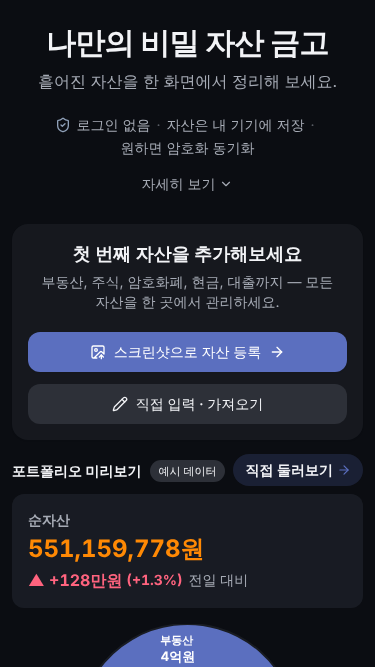 나만의 비밀 자산 금고
흩어진 자산을 한 화면에서 정리해 보세요.
로그인 없음 · 자산은 내 기기에 저장 ·
원하면 암호화 동기화
자세히 보기
첫 번째 자산을 추가해보세요
부동산, 주식, 암호화폐, 현금, 대출까지 — 모든
자산을 한 곳에서 관리하세요.
스크린샷으로 자산 등록
직접 입력 · 가져오기
포트폴리오 미리보기 예시 데이터 직접 둘러보기
순자산
551,159,778원
▲ +128만원 (+1.3%) 전일 대비
부동산
4억원